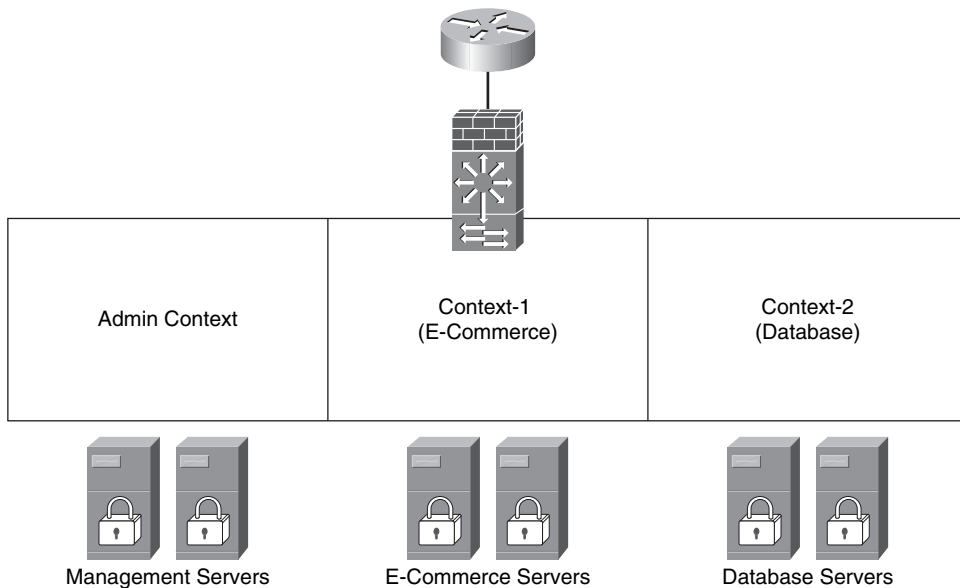 Admin Context
Context-1
(E-Commerce)
Context-2
(Database)
Management Servers
E-Commerce Servers
Database Servers